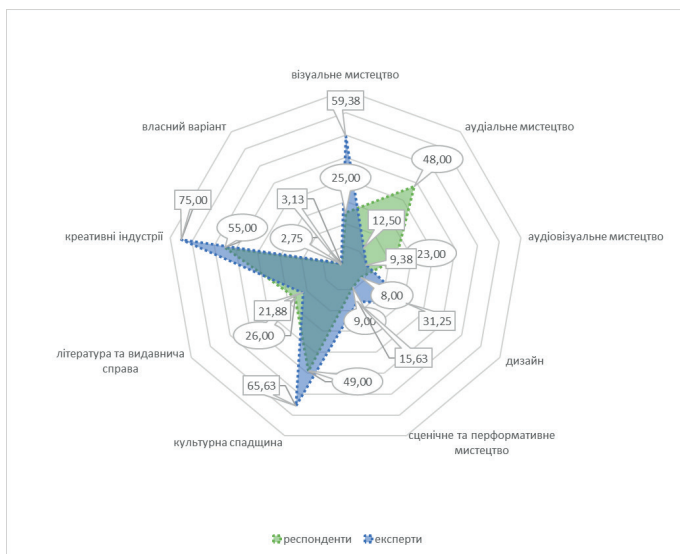 візуальне мистецтво
59,38
власний варіант
аудіальне мистецтво
48,00
25,00
75,00
3,13
12,50
55,00
креативні індустрії
2,75
9,38
23,00
аудіовізуальне мистецтво
8,00
21,88
31,25
26,00
9,00
література та видавнича
справа
15,63
дизайн
65,63
49,00
культурна спадщина
сценічне та перформативне
мистецтво
респонденти
експерти